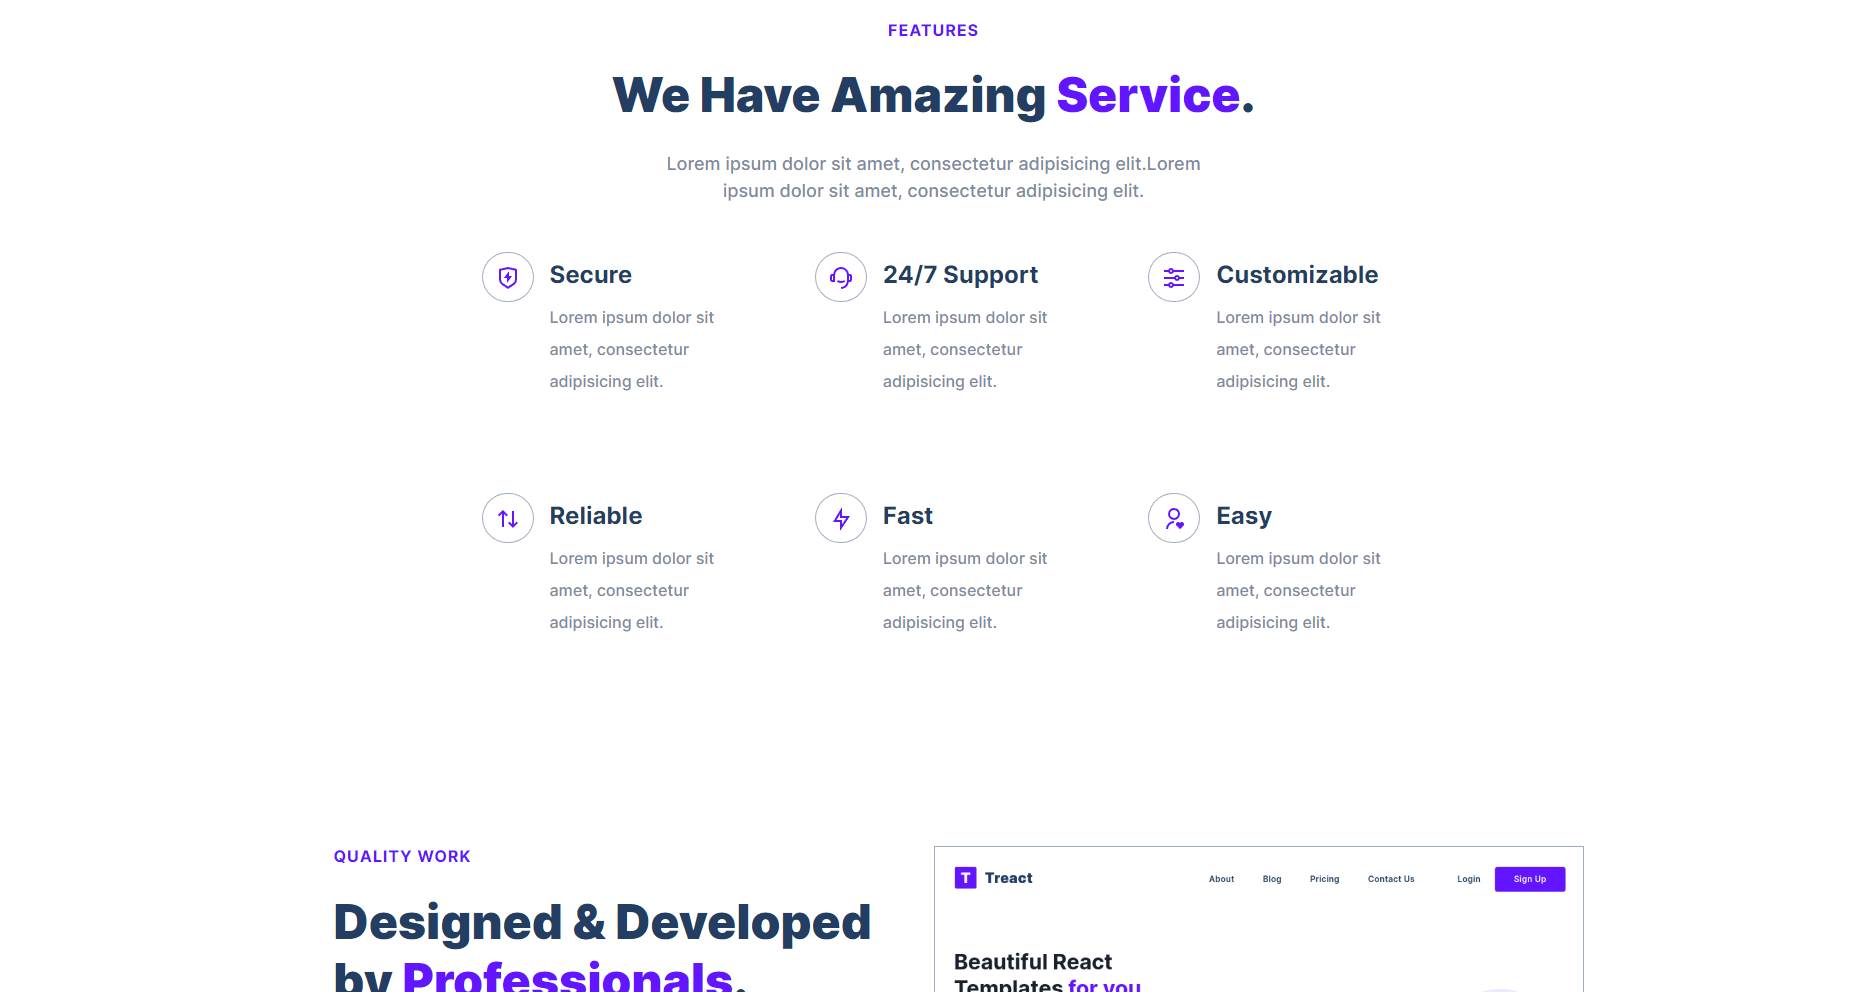 FEATURES
We Have Amazing Service.
Lorem ipsum dolor sit amet, consectetur adipisicing elit.Lorem
ipsum dolor sit amet, consectetur adipisicing elit.
Secure
Lorem ipsum dolor sit
amet, consectetur
adipisicing elit.
24/7 Support
Lorem ipsum dolor sit
amet, consectetur
adipisicing elit.
Customizable
Lorem ipsum dolor sit
amet, consectetur
adipisicing elit.
Reliable
Lorem ipsum dolor sit
amet, consectetur
adipisicing elit.
Fast
Lorem ipsum dolor sit
amet, consectetur
adipisicing elit.
Easy
Lorem ipsum dolor sit
amet, consectetur
adipisicing elit.
QUALITY WORK
Designed & Developed
by Professionals.
T Treact
About Blog Pricing Contact Us Login Sign Up
Beautiful React
Templates for you